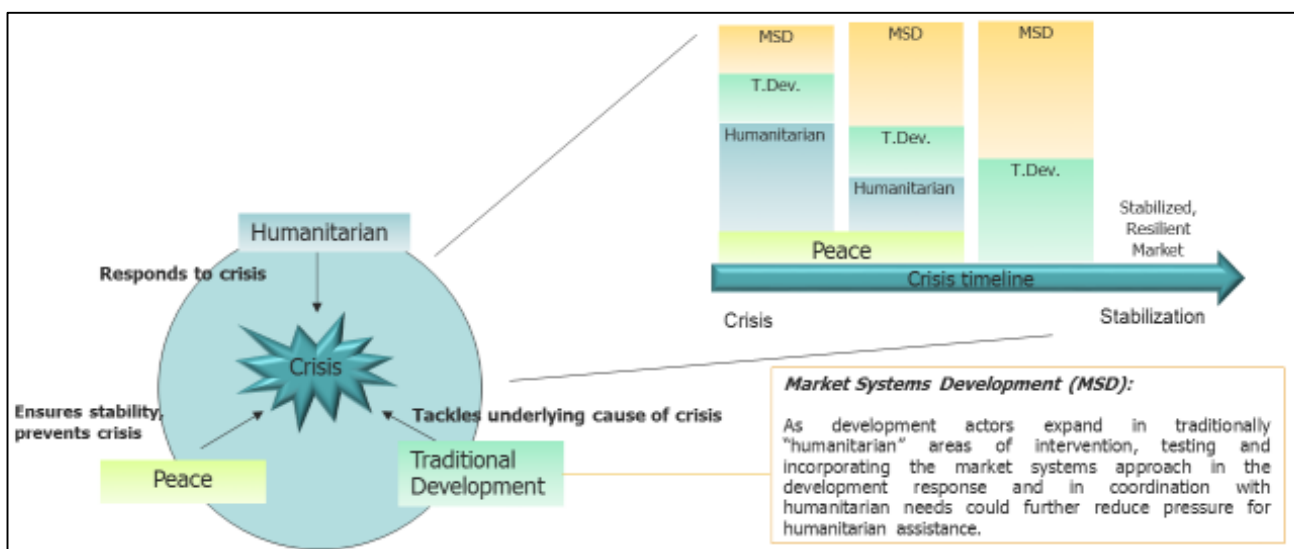 MSD
T.Dev.
Humanitarian
MSD
T.Dev.
Humanitarian
MSD
T.Dev.
Peace
Stabilized,
Resilient
Market
Crisis timeline
Crisis
Stabilization
Humanitarian
Responds to crisis
Crisis
Ensures stability,
prevents crisis
Peace
Tackles underlying cause of crisis
Traditional
Development
Market Systems Development (MSD):
As development actors expand in traditionally
“humanitarian” areas of intervention, testing and
incorporating the market systems approach in the
development response and in coordination with
humanitarian needs could further reduce pressure for
humanitarian assistance.